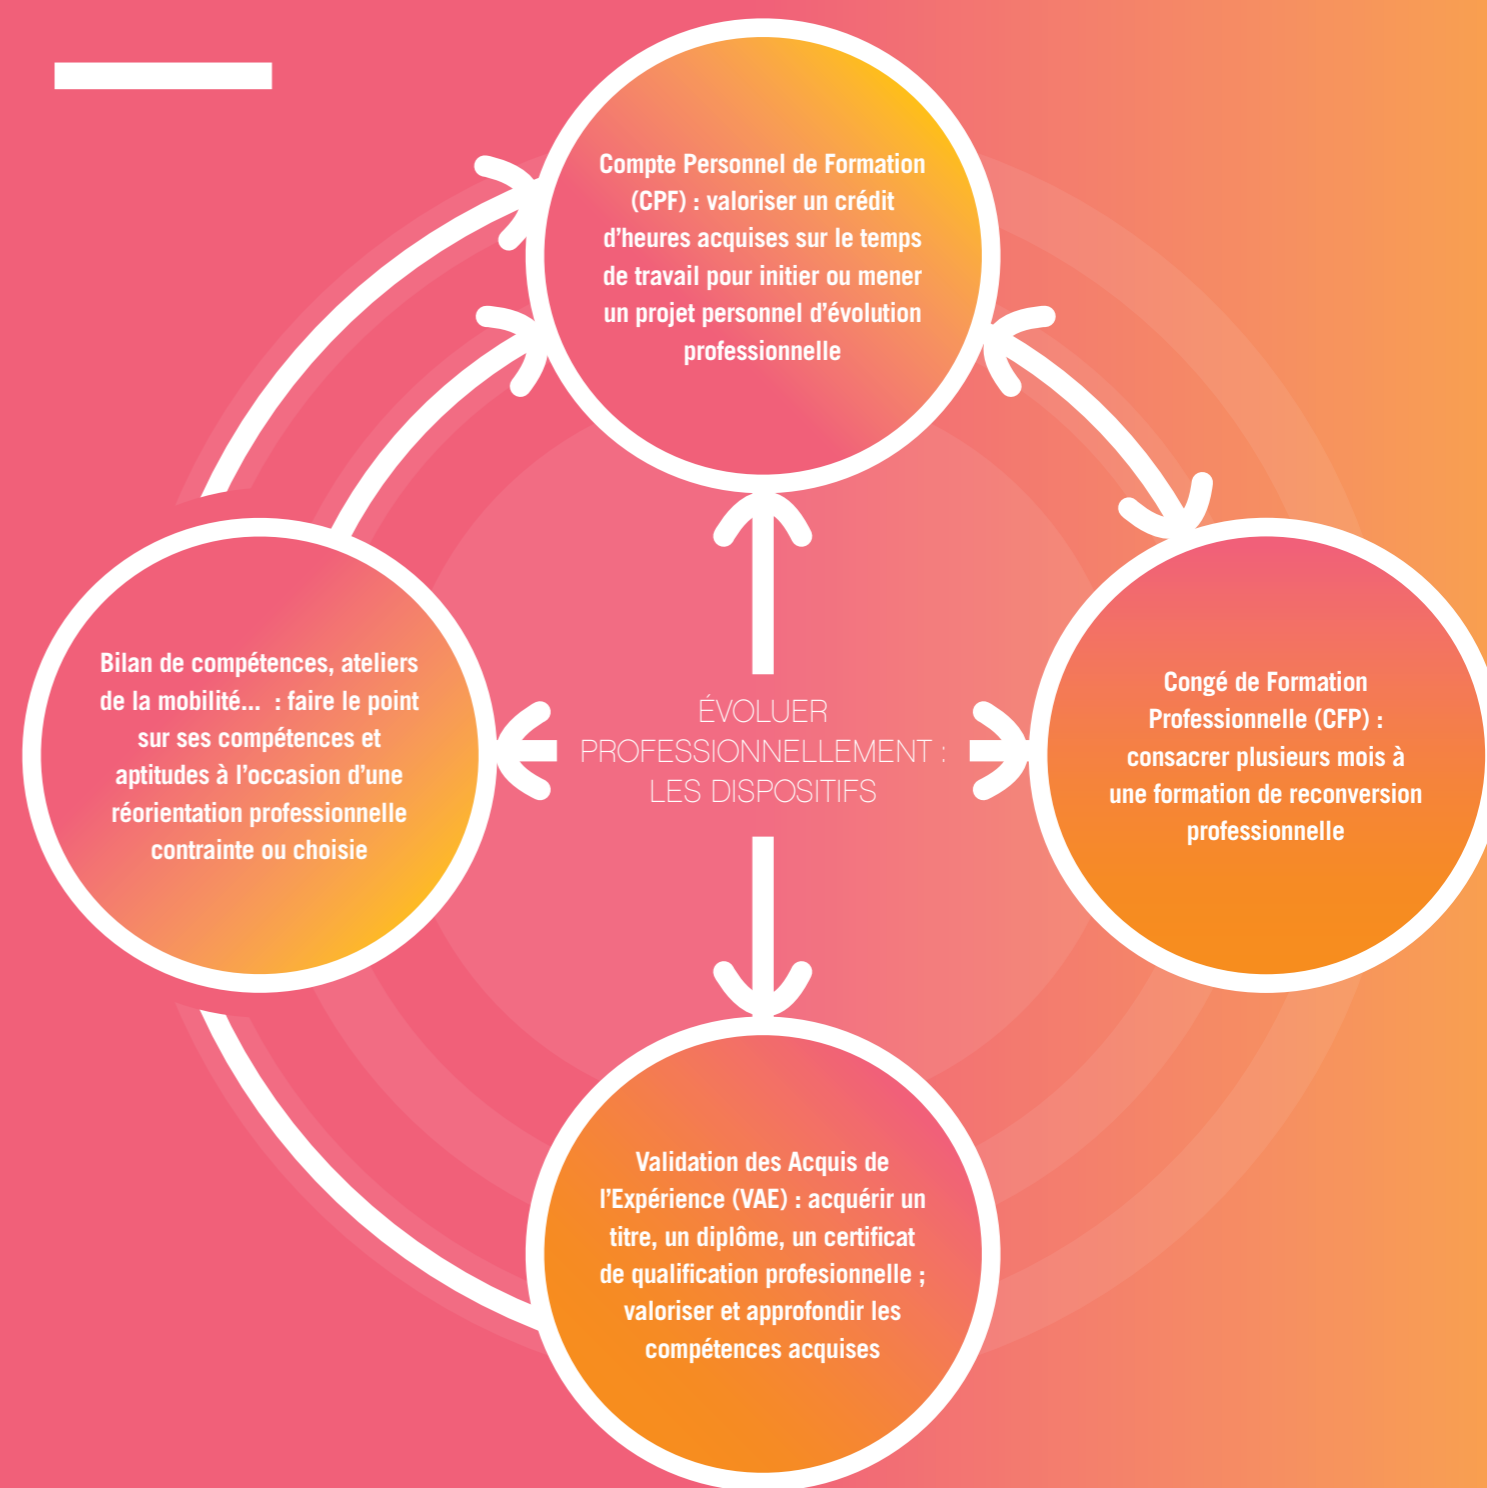 Compte Personnel de Formation
(CPF) : valoriser un crédit
d'heures acquises sur le temps
de travail pour initier ou mener
un projet personnel d'évolution
professionnelle
Bilan de compétences, ateliers
de la mobilité... : faire le point
sur ses compétences et
aptitudes à l'occasion d'une
réorientation professionnelle
contrainte ou choisie
ÉVOLUER
PROFESSIONNELLEMENT :
LES DISPOSITIFS
Congé de Formation
Professionnelle (CFP) :
consacrer plusieurs mois à
une formation de reconversion
professionnelle
Validation des Acquis de
l'Expérience (VAE) : acquérir un
titre, un diplôme, un certificat
de qualification profesionnelle ;
valoriser et approfondir les
compétences acquises